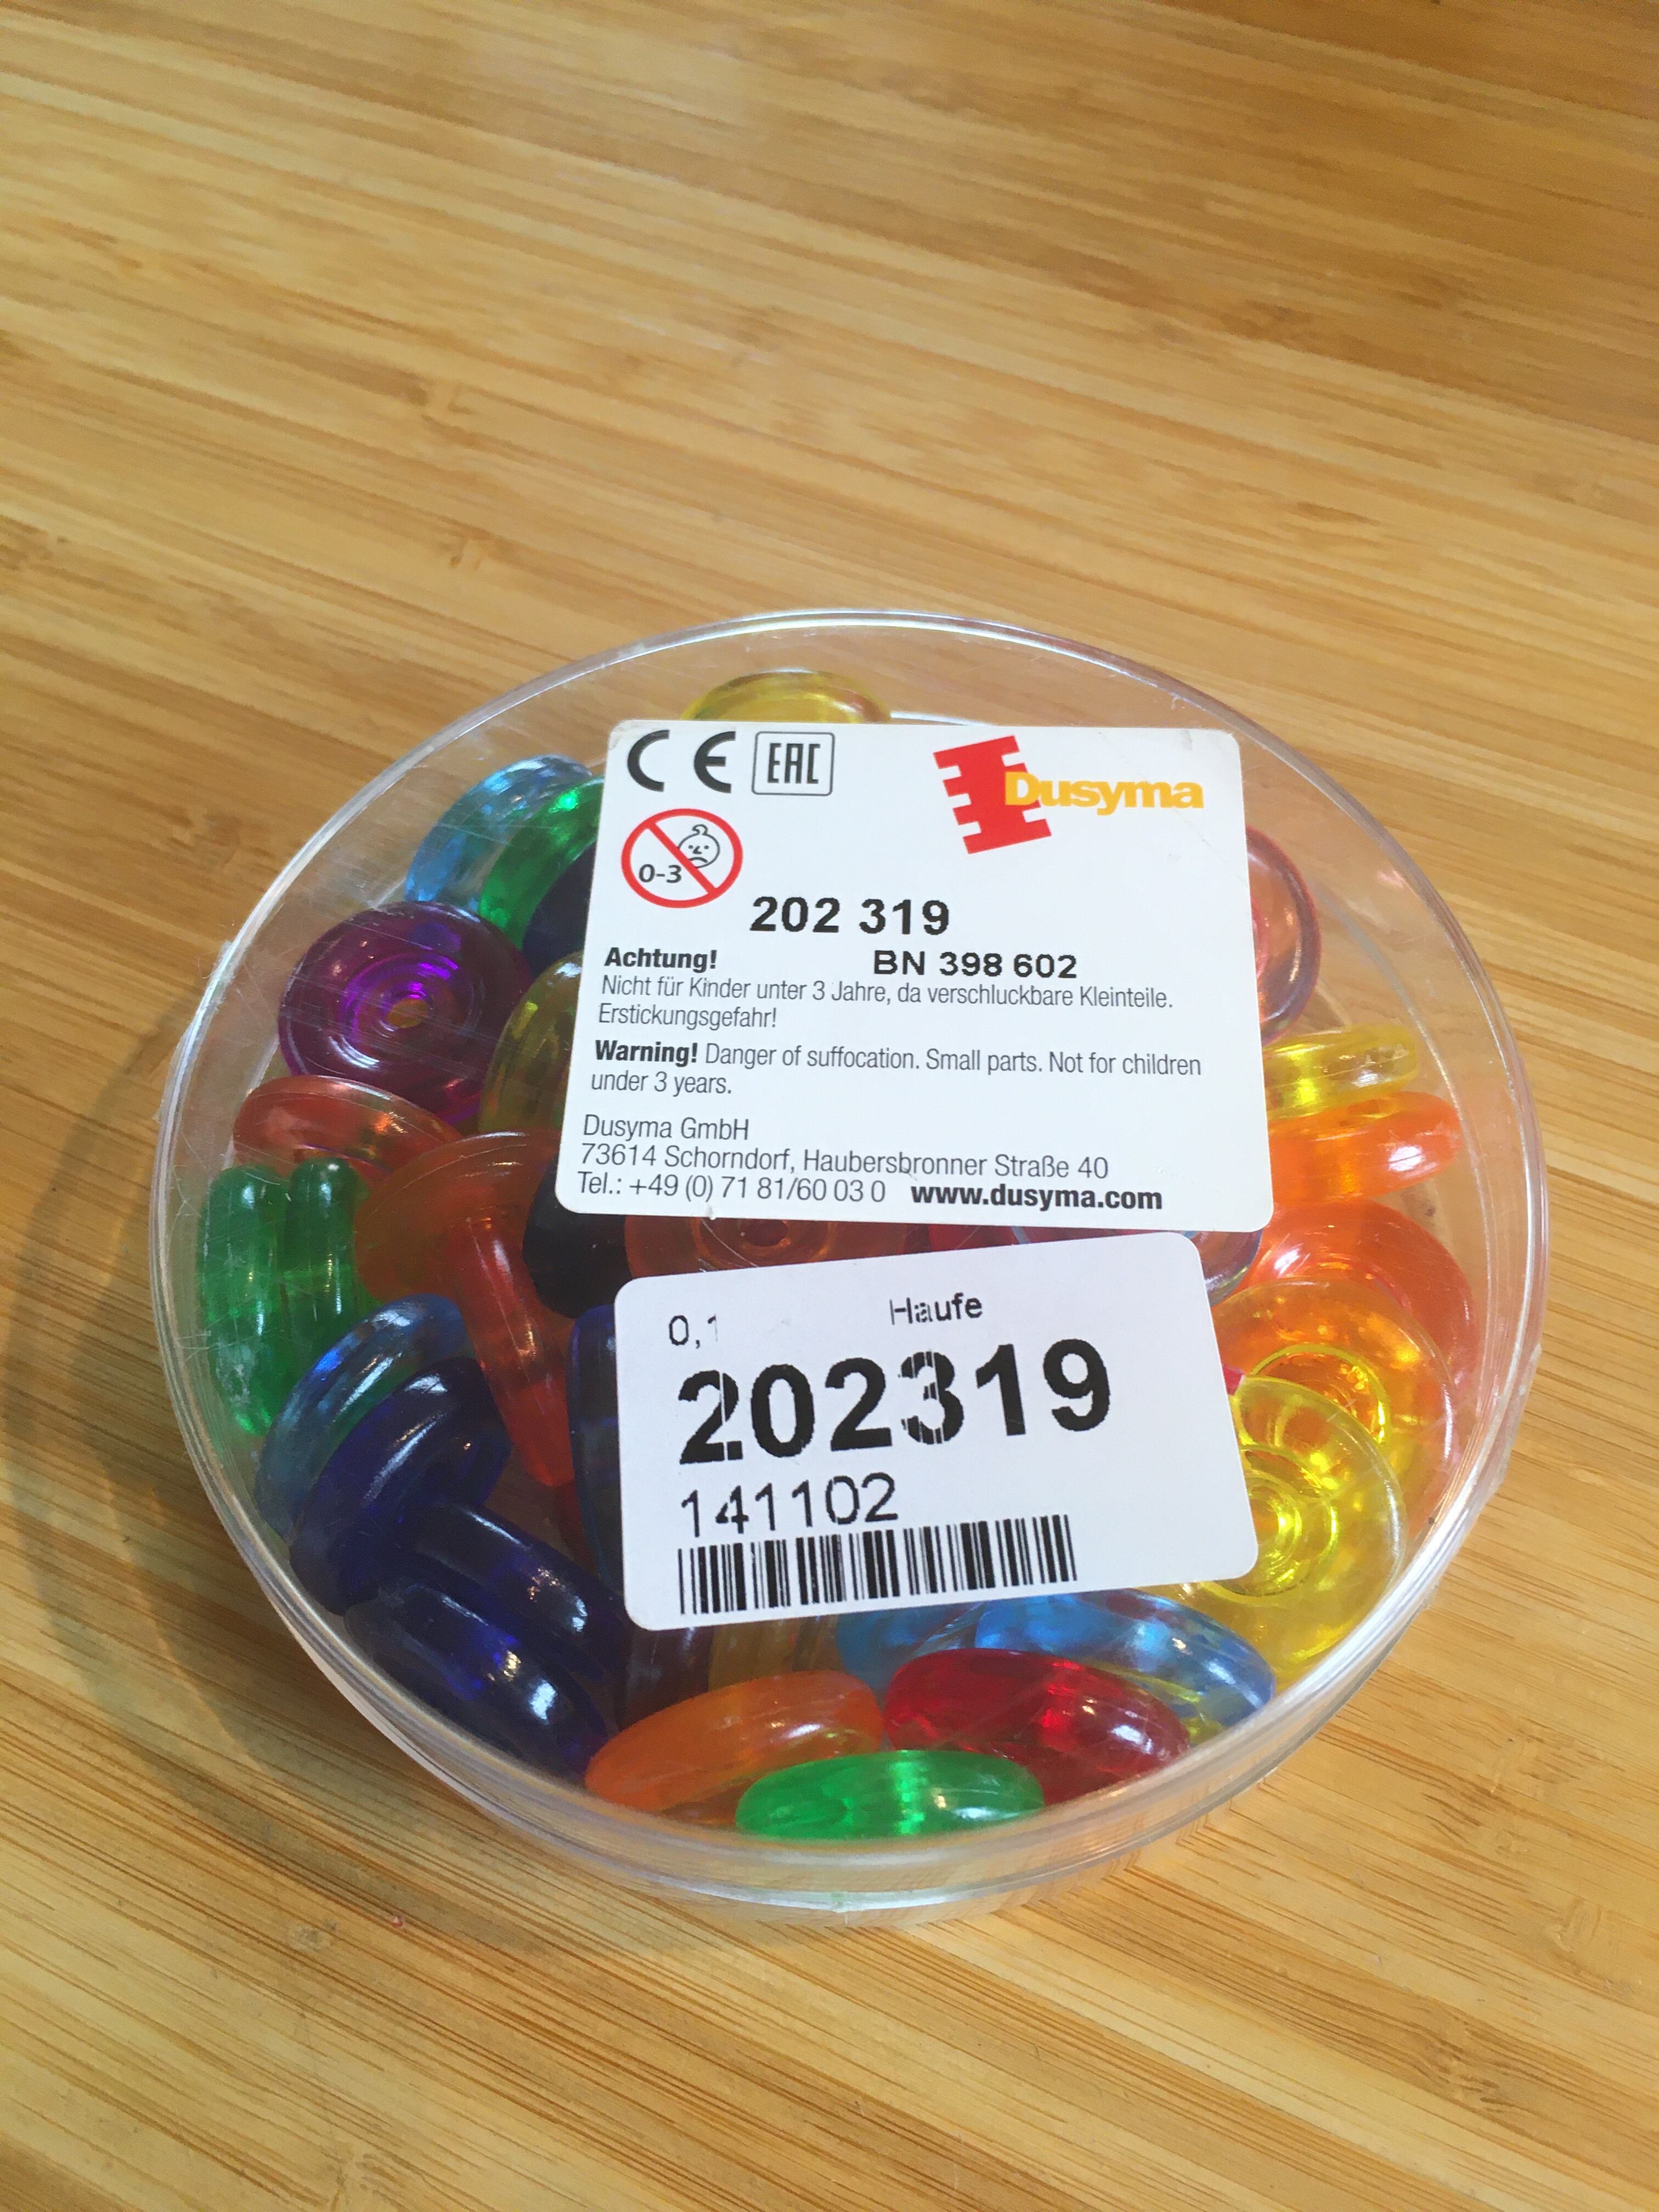 CE EAC
Dusyma
0-3
202 319
Achtung! BN 398 602
Nicht für Kinder unter 3 Jahre, da verschluckbare Kleinteile.
Erstickungsgefahr!
Warning! Danger of suffocation. Small parts. Not for children
under 3 years.
Dusyma GmbH
73614 Schorndorf, Haubersbronner Straße 40
Tel.: +49 (0) 71 81/60 03 0 www.dusyma.com
0,1 Haufe
202319
141102